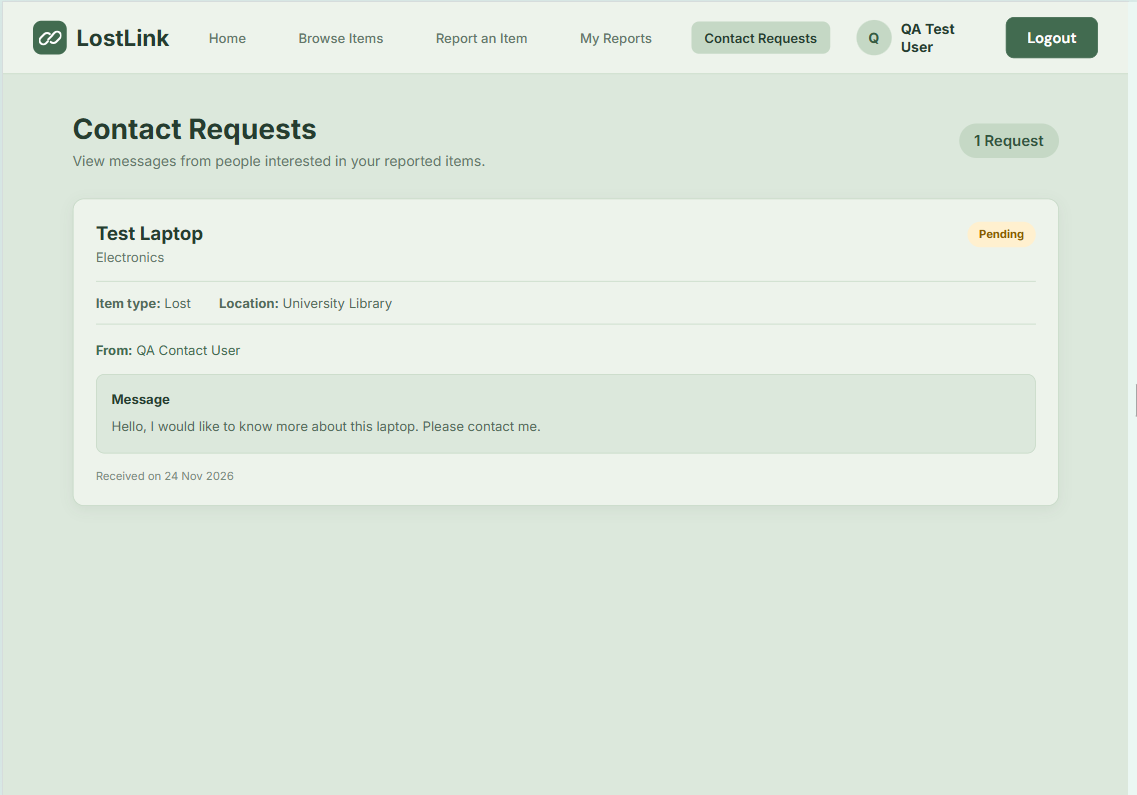 LostLink
Home
Browse Items
Report an Item
My Reports
Contact Requests
Q
QA Test
User
Logout
Contact Requests
View messages from people interested in your reported items.
1 Request
Test Laptop
Pending
Electronics
Item type: Lost
Location: University Library
From: QA Contact User
Message
Hello, I would like to know more about this laptop. Please contact me.
Received on 24 Nov 2026